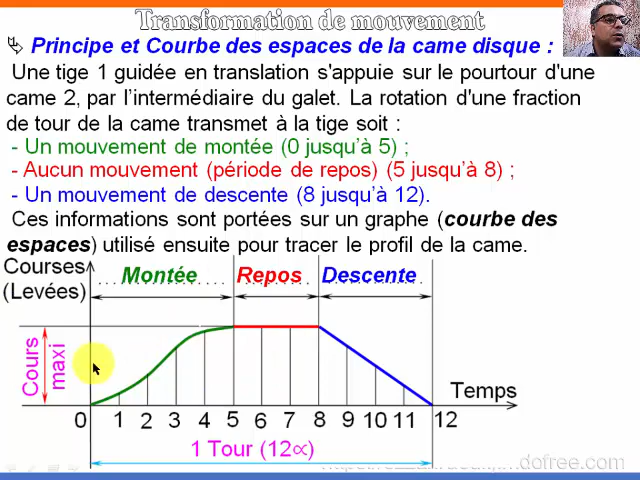 Transformation de mouvement
Principe et Courbe des espaces de la came disque :
Une tige 1 guidée en translation s'appuie sur le pourtour d'une
came 2, par l'intermédiaire du galet. La rotation d'une fraction
de tour de la came transmet à la tige soit :
- Un mouvement de montée (0 jusqu'à 5) ;
- Aucun mouvement (période de repos) (5 jusqu'à 8) ;
- Un mouvement de descente (8 jusqu'à 12).
Ces informations sont portées sur un graphe (courbe des
espaces) utilisé ensuite pour tracer le profil de la came.
Courses
(Levées)
Montée
Repos
Descente
Cours
maxi
Temps
0 1 2 3 4 5 6 7 8 9 10 11 12
1 Tour (12∝)
.dofree.com/